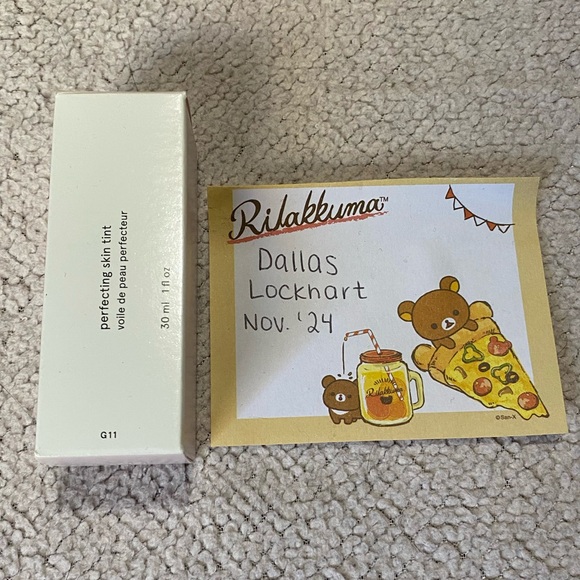 perfecting skin tint
voile de peau perfecteur
30 ml 1 fl oz
G11
Rilakkuma™
Dallas
Lockhart
Nov. '24
Rilakkuma
©San-X